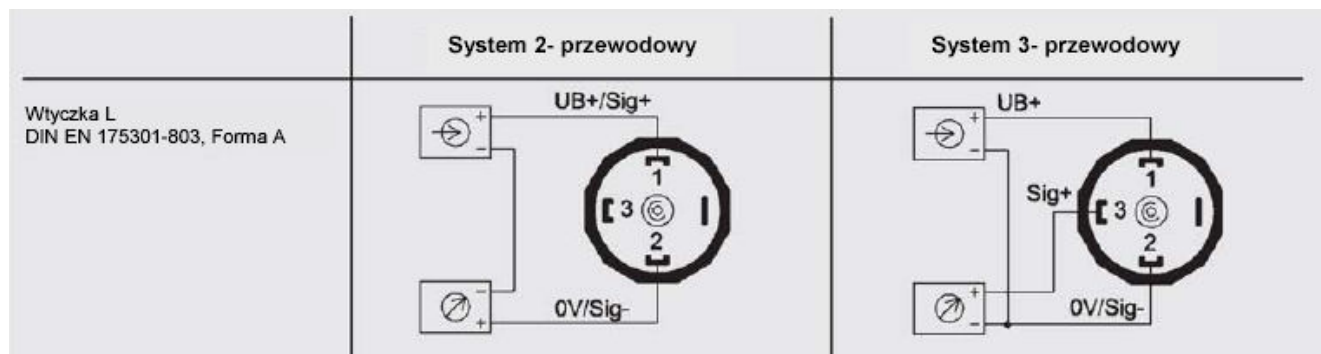 System 2- przewodowy
System 3- przewodowy
Wtyczka L
DIN EN 175301-803, Forma A
UB+/Sig+
+
-
1
3
2
-
+
0V/Sig-
UB+
+
-
1
Sig+
3
2
+
-
0V/Sig-